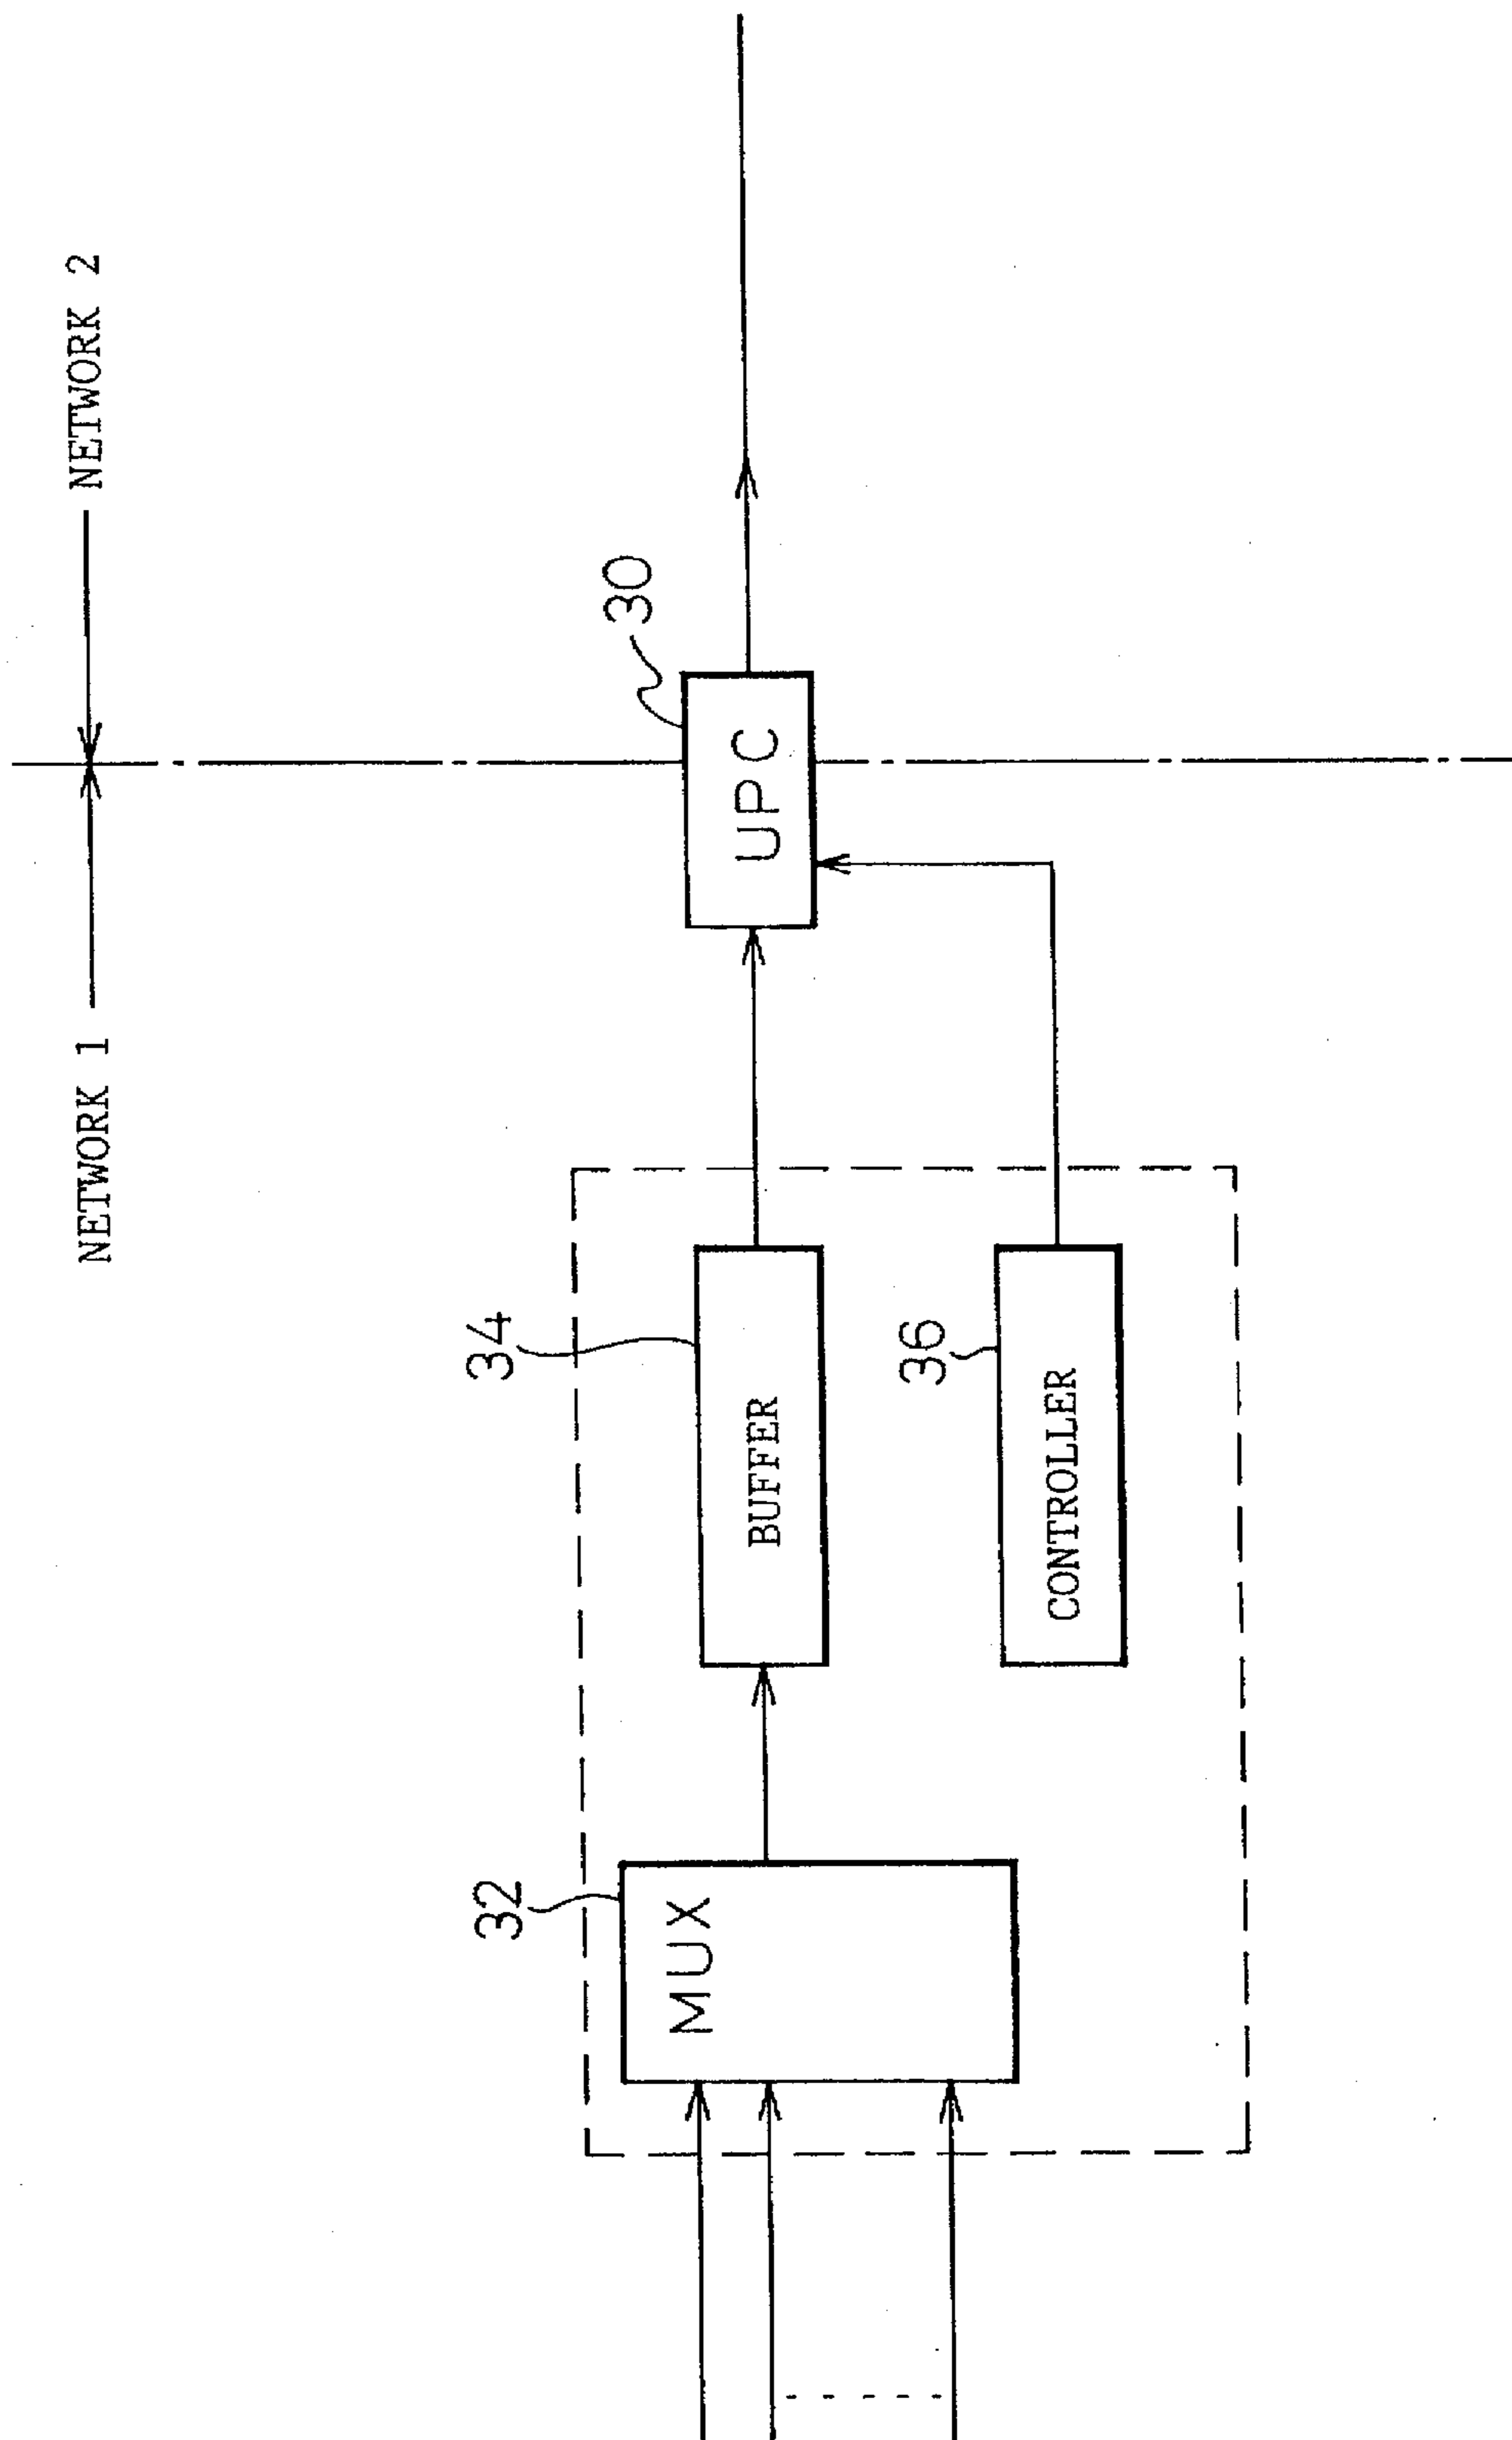 NETWORK 1
NETWORK 2
32
MUX
34
BUFFER
36
CONTROLLER
30
UPC